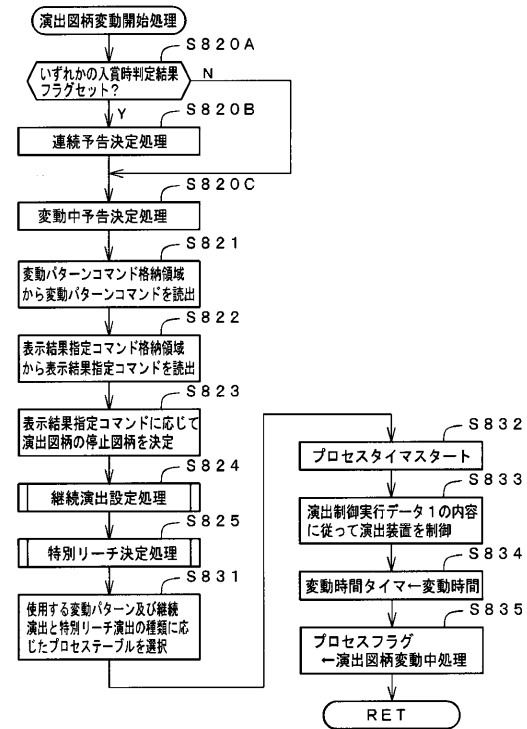 演出図柄変動開始処理
S820A
いずれかの入賞時判定結果
フラグセット？
N
Y
S820B
連続予告決定処理
S820C
変動中予告決定処理
S821
変動パターンコマンド格納領域
から変動パターンコマンドを読出
S822
表示結果指定コマンド格納領域
から表示結果指定コマンドを読出
S823
表示結果指定コマンドに応じて
演出図柄の停止図柄を決定
S824
継続演出設定処理
S825
特別リーチ決定処理
S831
使用する変動パターン及び継続
演出と特別リーチ演出の種類に応
じたプロセステーブルを選択
S832
プロセスタイマスタート
S833
演出制御実行データ１の内容
に従って演出装置を制御
S834
変動時間タイマ←変動時間
S835
プロセスフラグ
←演出図柄変動中処理
RET